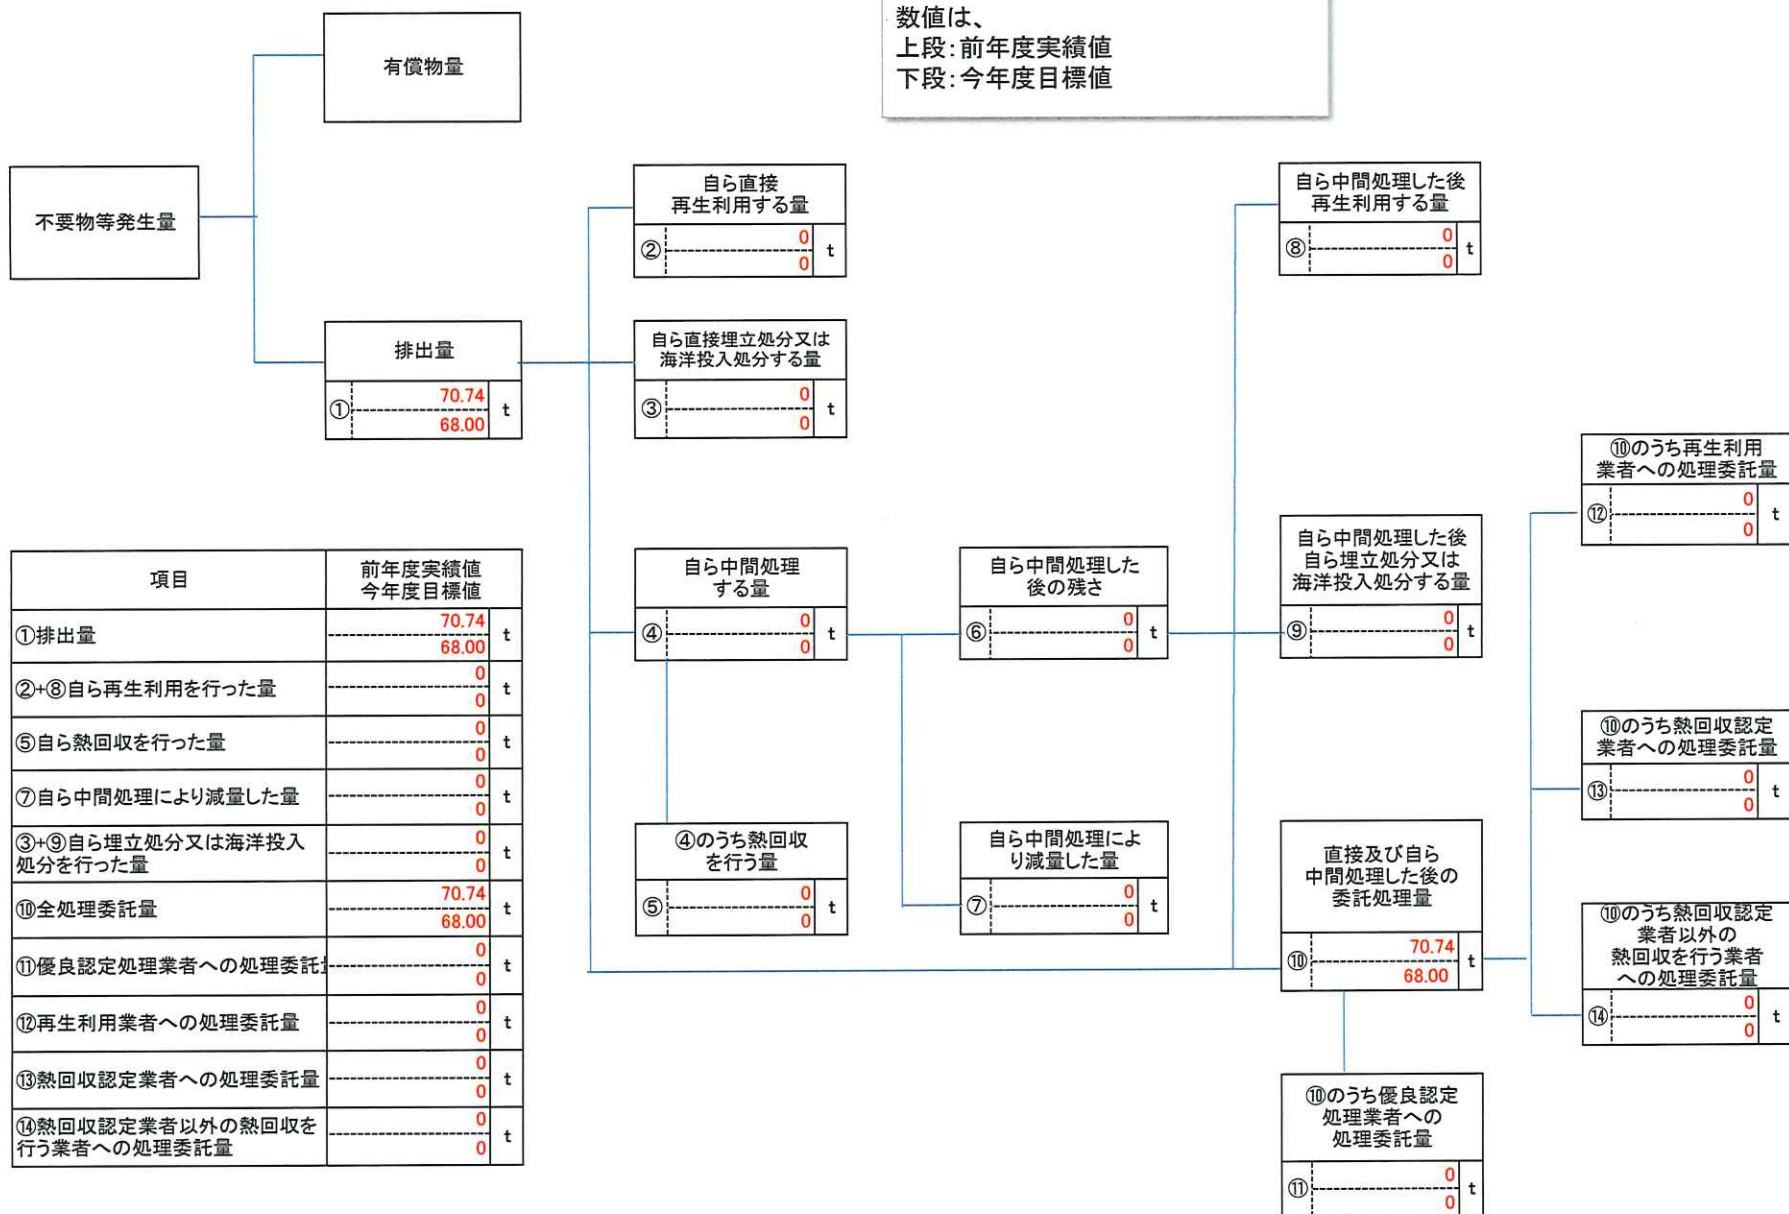 数値は、
上段：前年度実績値
下段：今年度目標値
有償物量
不要物等発生量
排出量
① 70.74 t
68.00
自ら直接
再生利用する量
② 0 t
0
自ら直接埋立処分又は
海洋投入処分する量
③ 0 t
0
自ら中間処理した後
再生利用する量
⑧ 0 t
0
自ら中間処理
する量
④ 0 t
0
自ら中間処理した
後の残さ
⑥ 0 t
0
自ら中間処理した後
自ら埋立処分又は
海洋投入処分する量
⑨ 0 t
0
④のうち熱回収
を行う量
⑤ 0 t
0
自ら中間処理によ
り減量した量
⑦ 0 t
0
直接及び自ら
中間処理した後の
委託処理量
⑩ 70.74 t
68.00
⑩のうち再生利用
業者への処理委託量
⑫ 0 t
0
⑩のうち熱回収認定
業者への処理委託量
⑬ 0 t
0
⑩のうち熱回収認定
業者以外の
熱回収を行う業者
への処理委託量
⑭ 0 t
0
⑩のうち優良認定
処理業者への
処理委託量
⑪ 0 t
0
項目 前年度実績値
今年度目標値
①排出量 70.74 t
68.00
②+⑧自ら再生利用を行った量 0 t
0
⑤自ら熱回収を行った量 0 t
0
⑦自ら中間処理により減量した量 0 t
0
③+⑨自ら埋立処分又は海洋投入
処分を行った量 0 t
0
⑩全処理委託量 70.74 t
68.00
⑪優良認定処理業者への処理委託 0 t
0
⑫再生利用業者への処理委託量 0 t
0
⑬熱回収認定業者への処理委託量 0 t
0
⑭熱回収認定業者以外の熱回収を
行う業者への処理委託量 0 t
0